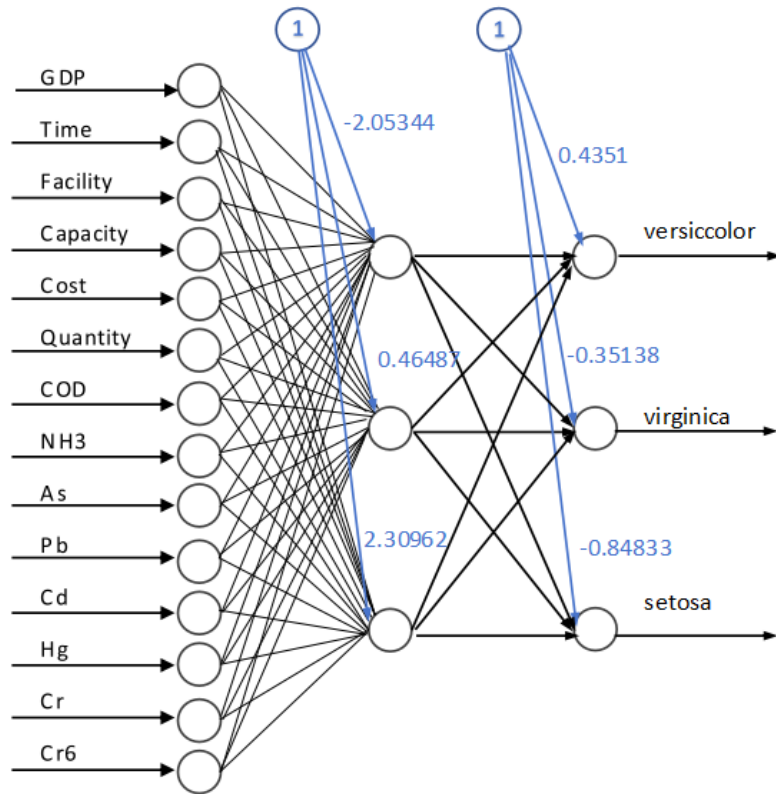 1
1
GDP
Time
Facility
Capacity
Cost
Quantity
COD
NH3
As
Pb
Cd
Hg
Cr
Cr6
-2.05344
0.46487
2.30962
0.4351
-0.35138
-0.84833
versiccolor
virginica
setosa